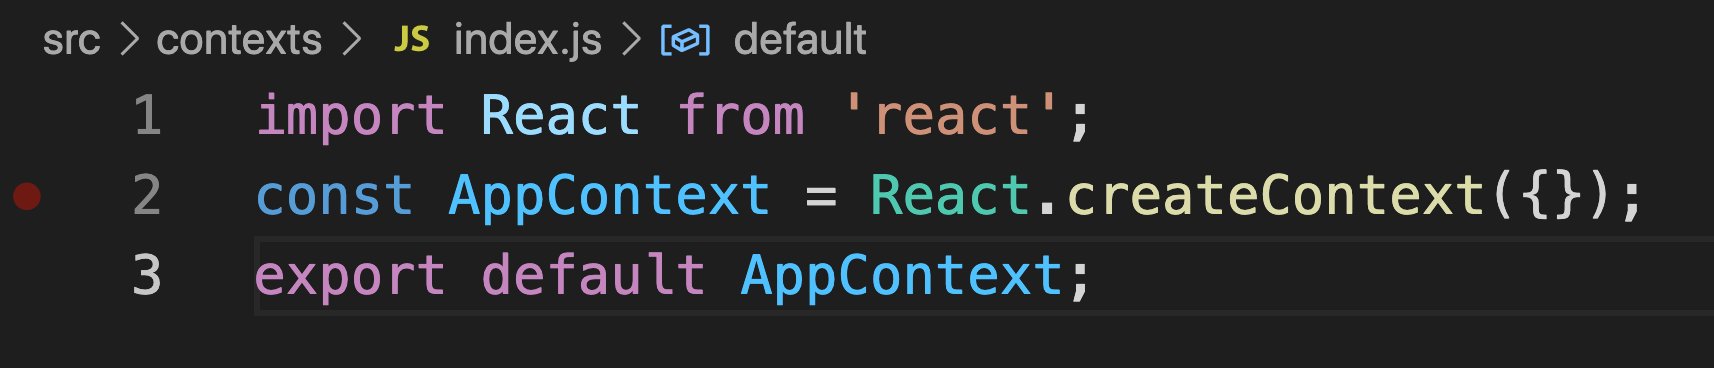 src > contexts > JS index.js > default
1 import React from 'react';
2 const AppContext = React.createContext({});
3 export default AppContext;